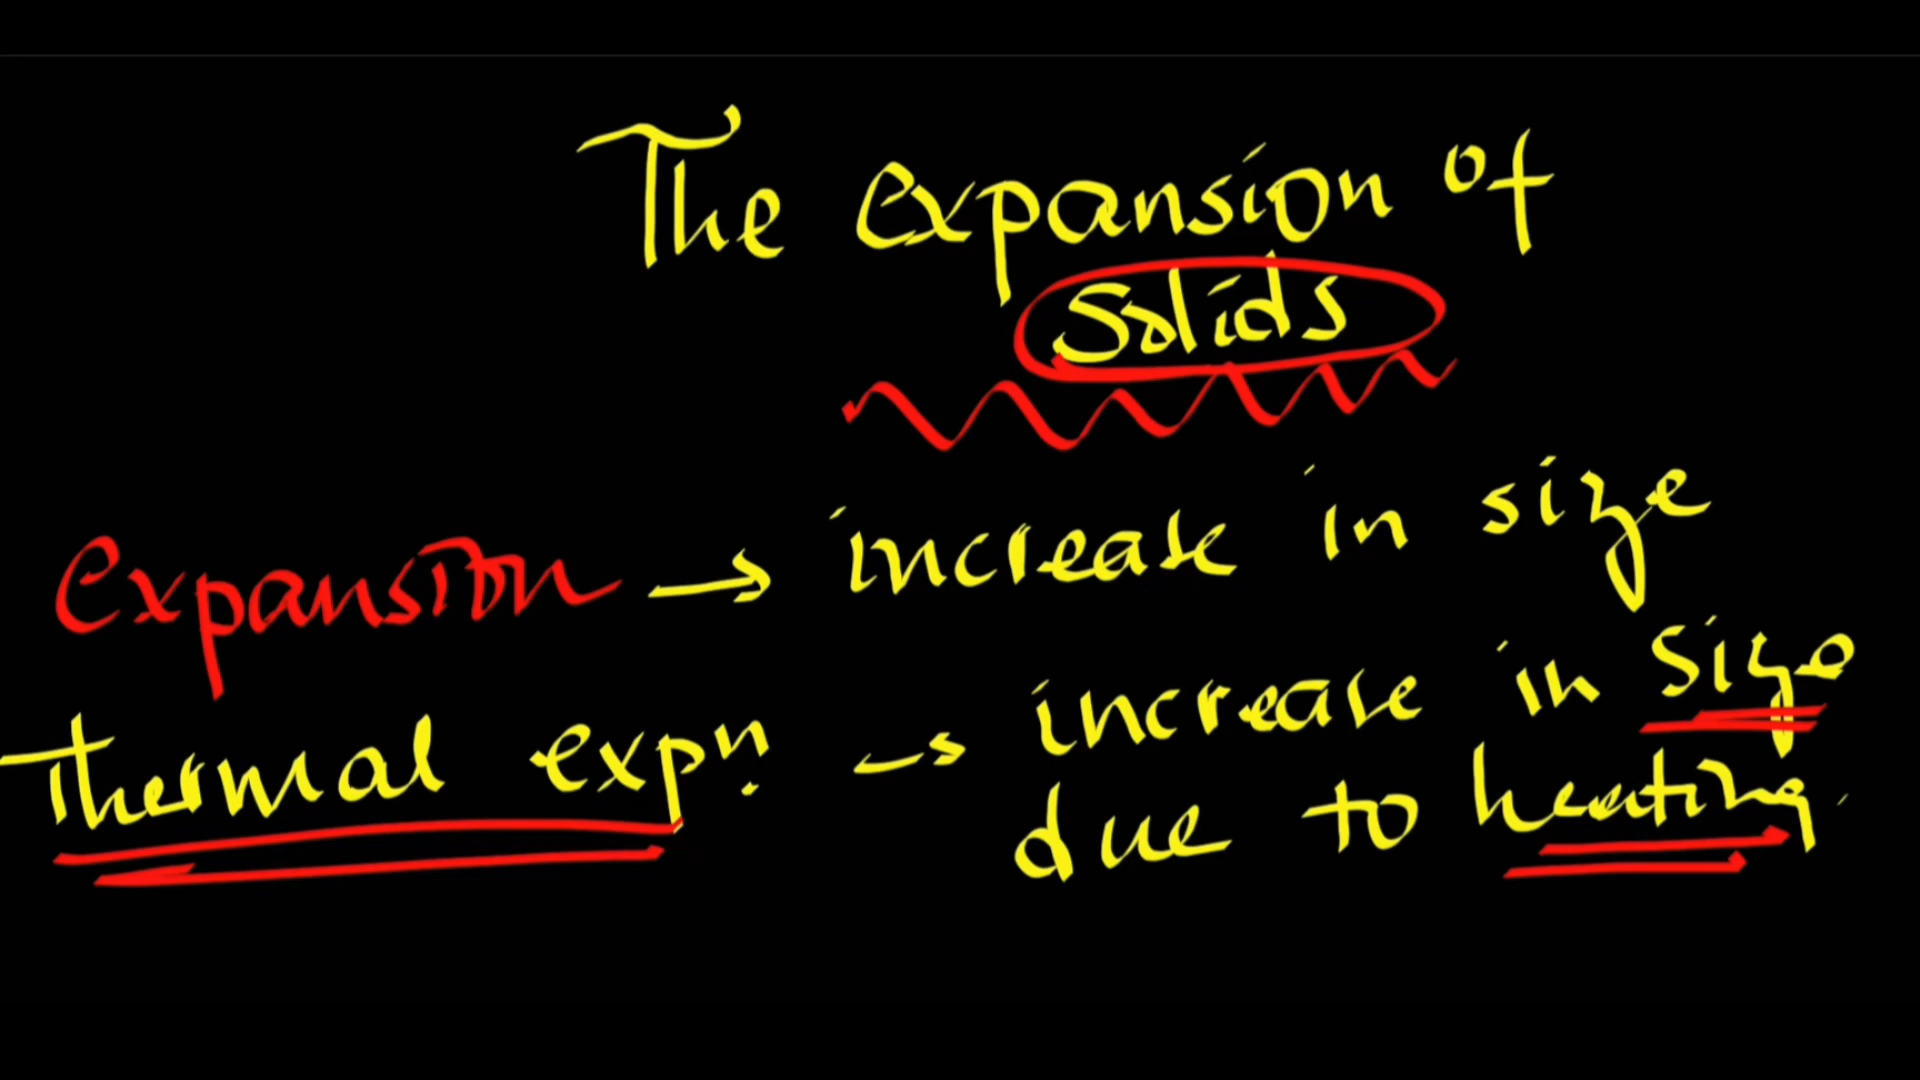 The expansion of
Solids
expansion → increase in size
Thermal expn. → increase in size
due to heating.